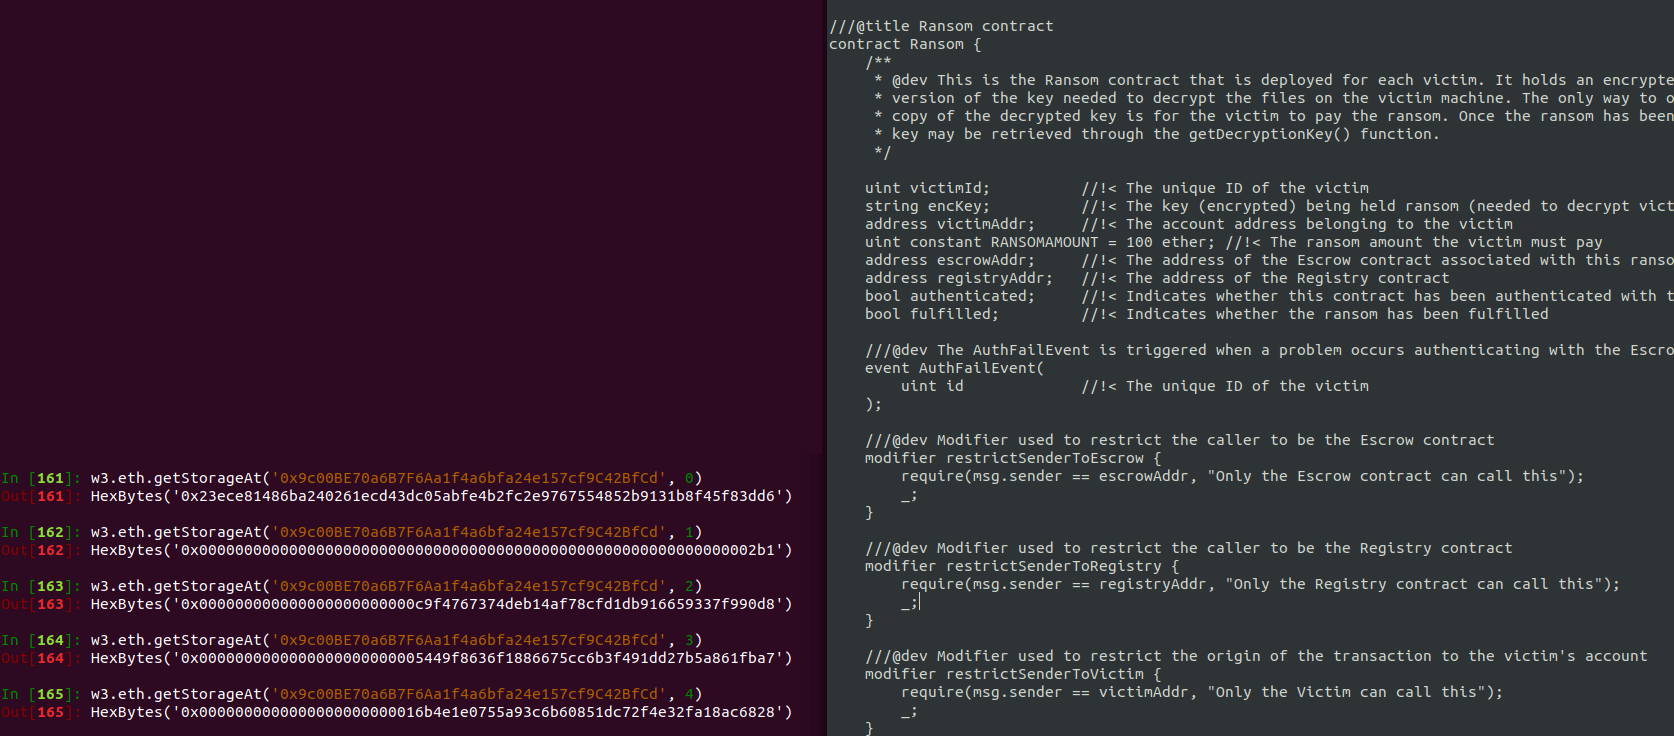 In [161]: w3.eth.getStorageAt('0x9c00BE70a6B7F6Aa1f4a6bfa24e157cf9C42BfCd', 0)
Out[161]: HexBytes('0x23ece81486ba240261ecd43dc05abfe4b2fc2e9767554852b9131b8f45f83dd6')
In [162]: w3.eth.getStorageAt('0x9c00BE70a6B7F6Aa1f4a6bfa24e157cf9C42BfCd', 1)
Out[162]: HexBytes('0x00000000000000000000000000000000000000000000000000000000000002b1')
In [163]: w3.eth.getStorageAt('0x9c00BE70a6B7F6Aa1f4a6bfa24e157cf9C42BfCd', 2)
Out[163]: HexBytes('0x000000000000000000000000c9f4767374deb14af78cfd1db916659337f990d8')
In [164]: w3.eth.getStorageAt('0x9c00BE70a6B7F6Aa1f4a6bfa24e157cf9C42BfCd', 3)
Out[164]: HexBytes('0x0000000000000000000000005449f8636f1886675cc6b3f491dd27b5a861fba7')
In [165]: w3.eth.getStorageAt('0x9c00BE70a6B7F6Aa1f4a6bfa24e157cf9C42BfCd', 4)
Out[165]: HexBytes('0x00000000000000000000000016b4e1e0755a93c6b60851dc72f4e32fa18ac6828')
///@title Ransom contract
contract Ransom {
/**
* @dev This is the Ransom contract that is deployed for each victim. It holds an encrypte
* version of the key needed to decrypt the files on the victim machine. The only way to o
* copy of the decrypted key is for the victim to pay the ransom. Once the ransom has been
* key may be retrieved through the getDecryptionKey() function.
*/
uint victimId; //!< The unique ID of the victim
string encKey; //!< The key (encrypted) being held ransom (needed to decrypt vict
address victimAddr; //!< The account address belonging to the victim
uint constant RANSOMAMOUNT = 100 ether; //!< The ransom amount the victim must pay
address escrowAddr; //!< The address of the Escrow contract associated with this ranso
address registryAddr; //!< The address of the Registry contract
bool authenticated; //!< Indicates whether this contract has been authenticated with t
bool fulfilled; //!< Indicates whether the ransom has been fulfilled
///@dev The AuthFailEvent is triggered when a problem occurs authenticating with the Escro
event AuthFailEvent(
uint id //!< The unique ID of the victim
);
///@dev Modifier used to restrict the caller to be the Escrow contract
modifier restrictSenderToEscrow {
require(msg.sender == escrowAddr, "Only the Escrow contract can call this");
_;
}
///@dev Modifier used to restrict the caller to be the Registry contract
modifier restrictSenderToRegistry {
require(msg.sender == registryAddr, "Only the Registry contract can call this");
_;
}
///@dev Modifier used to restrict the origin of the transaction to the victim's account
modifier restrictSenderToVictim {
require(msg.sender == victimAddr, "Only the Victim can call this");
_;
}